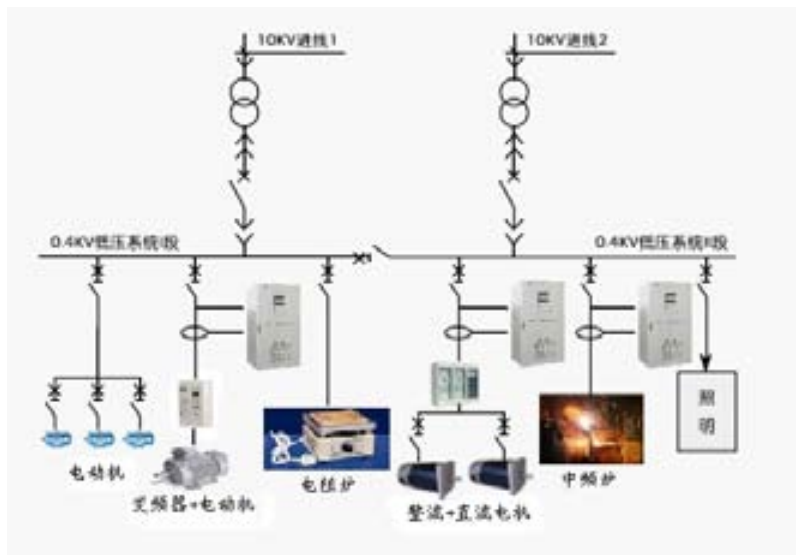 10KV进线1
10KV进线2
0.4KV低压系统I段
0.4KV低压系统II段
照明
电动机
变频器+电动机
电阻炉
整流+直流电机
中频炉